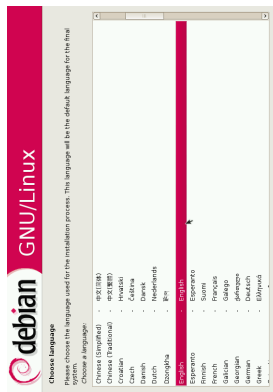 debian GNU/Linux
Choose language
Please choose the language used for the installation process. This language will be the default language for the final
system.
Choose a language:
Chinese (Simplified) - 中文(简体)
Chinese (Traditional) - 中文(繁體)
Croatian - Hrvatski
Czech - Čeština
Danish - Dansk
Dutch - Nederlands
Dzongkha - རྫོང་ཁ
English - English
Esperanto - Esperanto
Finnish - Suomi
French - Français
Galician - Galego
Georgian - ქართული
German - Deutsch
Greek - Ελληνικά